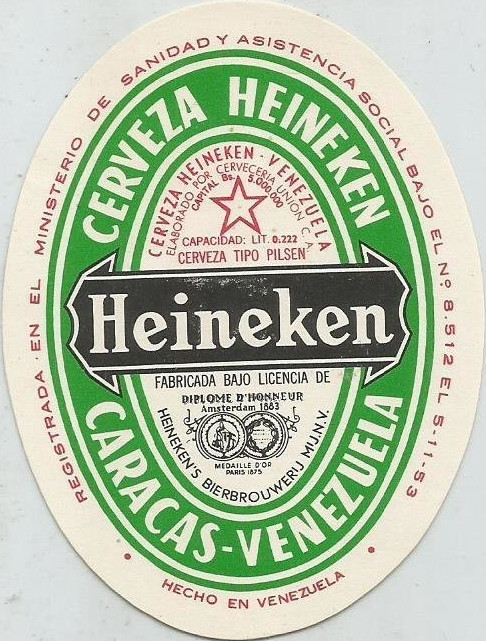 REGISTRADA EN EL MINISTERIO DE SANIDAD Y ASISTENCIA SOCIAL BAJO EL Nº 8.512 EL 5-11-53
CERVEZA HEINEKEN
CERVEZA HEINEKEN - VENEZUELA
ELABORADO POR CERVECERIA UNION C.A.
CAPITAL Bs. 5.000.000
CAPACIDAD: LIT. 0.222
CERVEZA TIPO PILSEN
Heineken
FABRICADA BAJO LICENCIA DE
DIPLOME D'HONNEUR
Amsterdam 1883
MEDAILLE D'OR
PARIS 1875
HEINEKEN'S BIERBROUWERIJ MIJ.N.V.
CARACAS-VENEZUELA
HECHO EN VENEZUELA